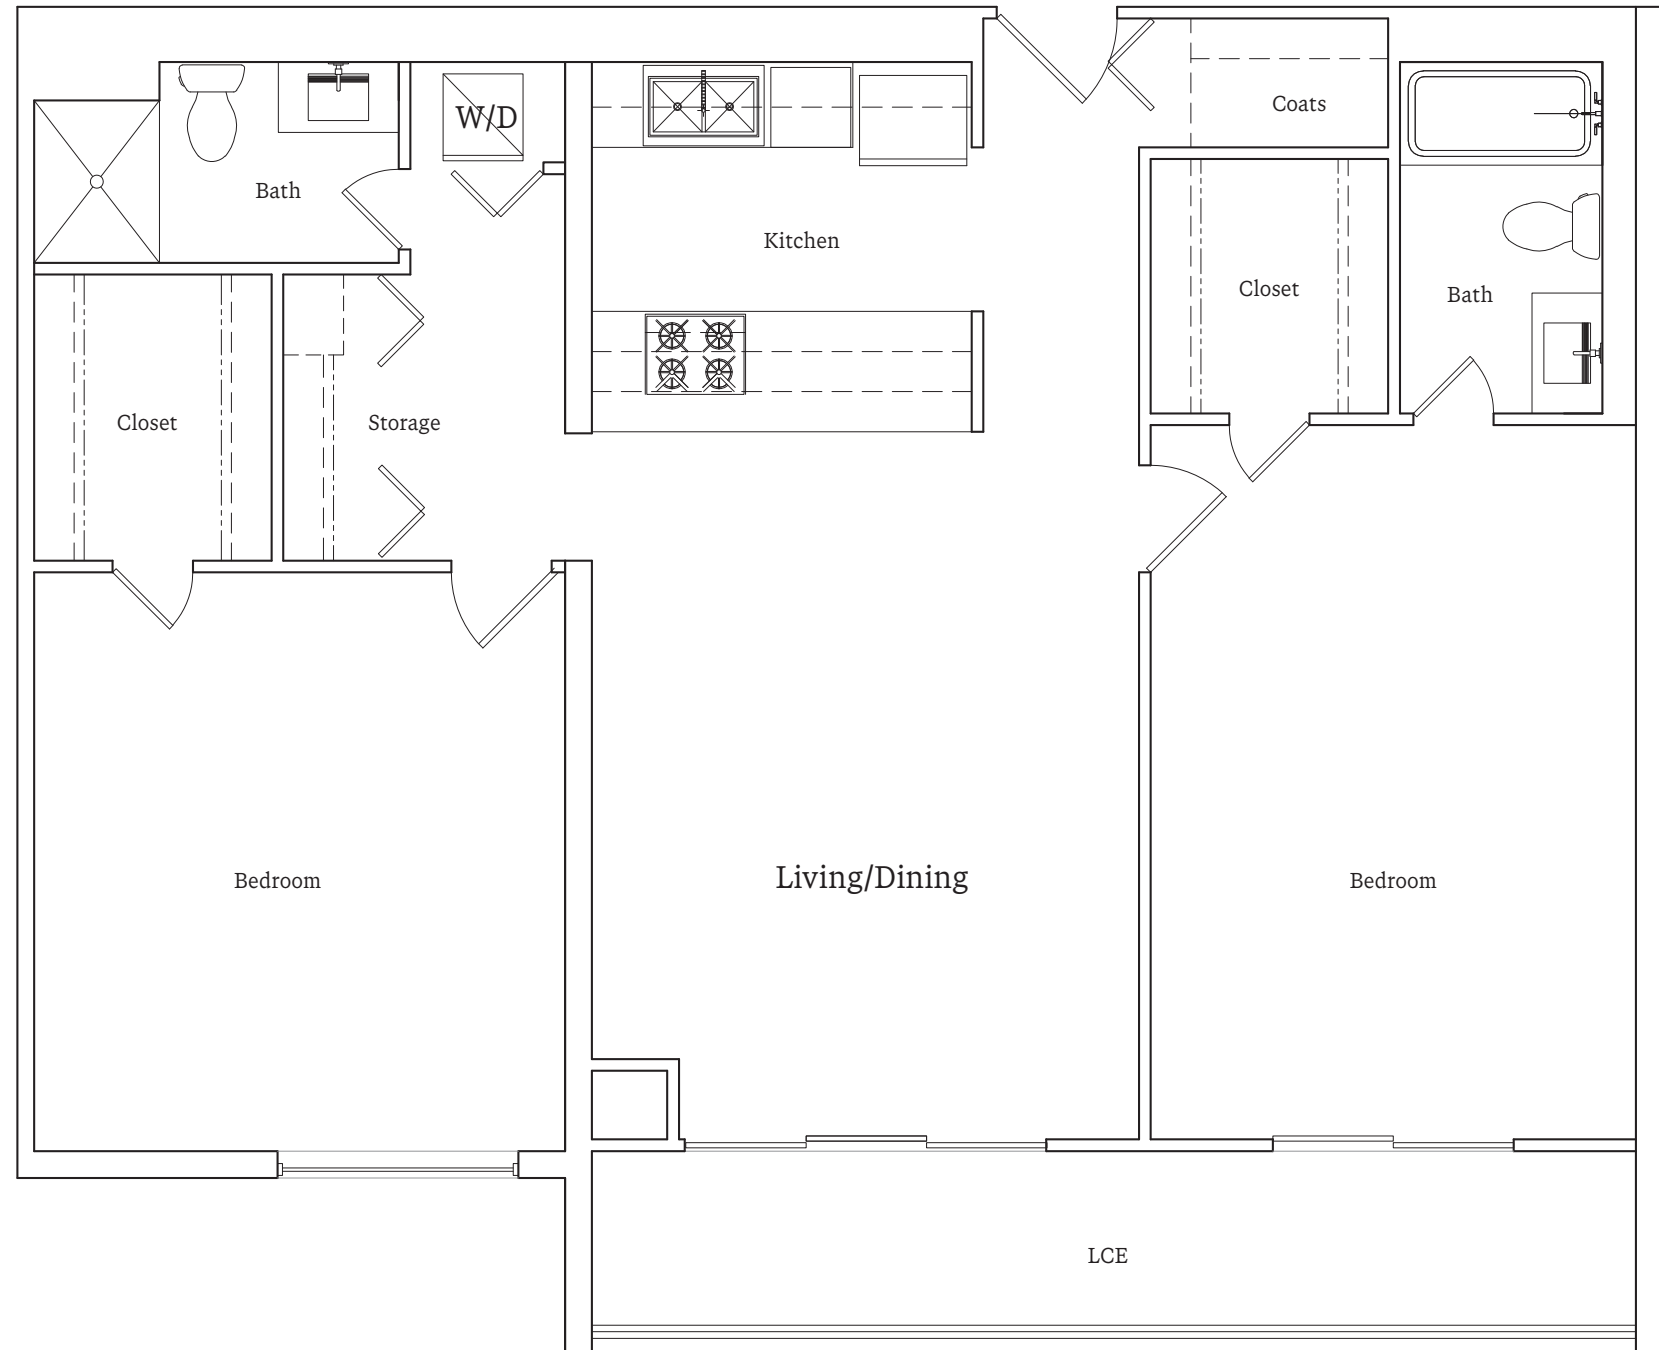 W/D
Coats
Bath
Kitchen
Closet
Bath
Closet
Storage
Bedroom
Living/Dining
Bedroom
LCE